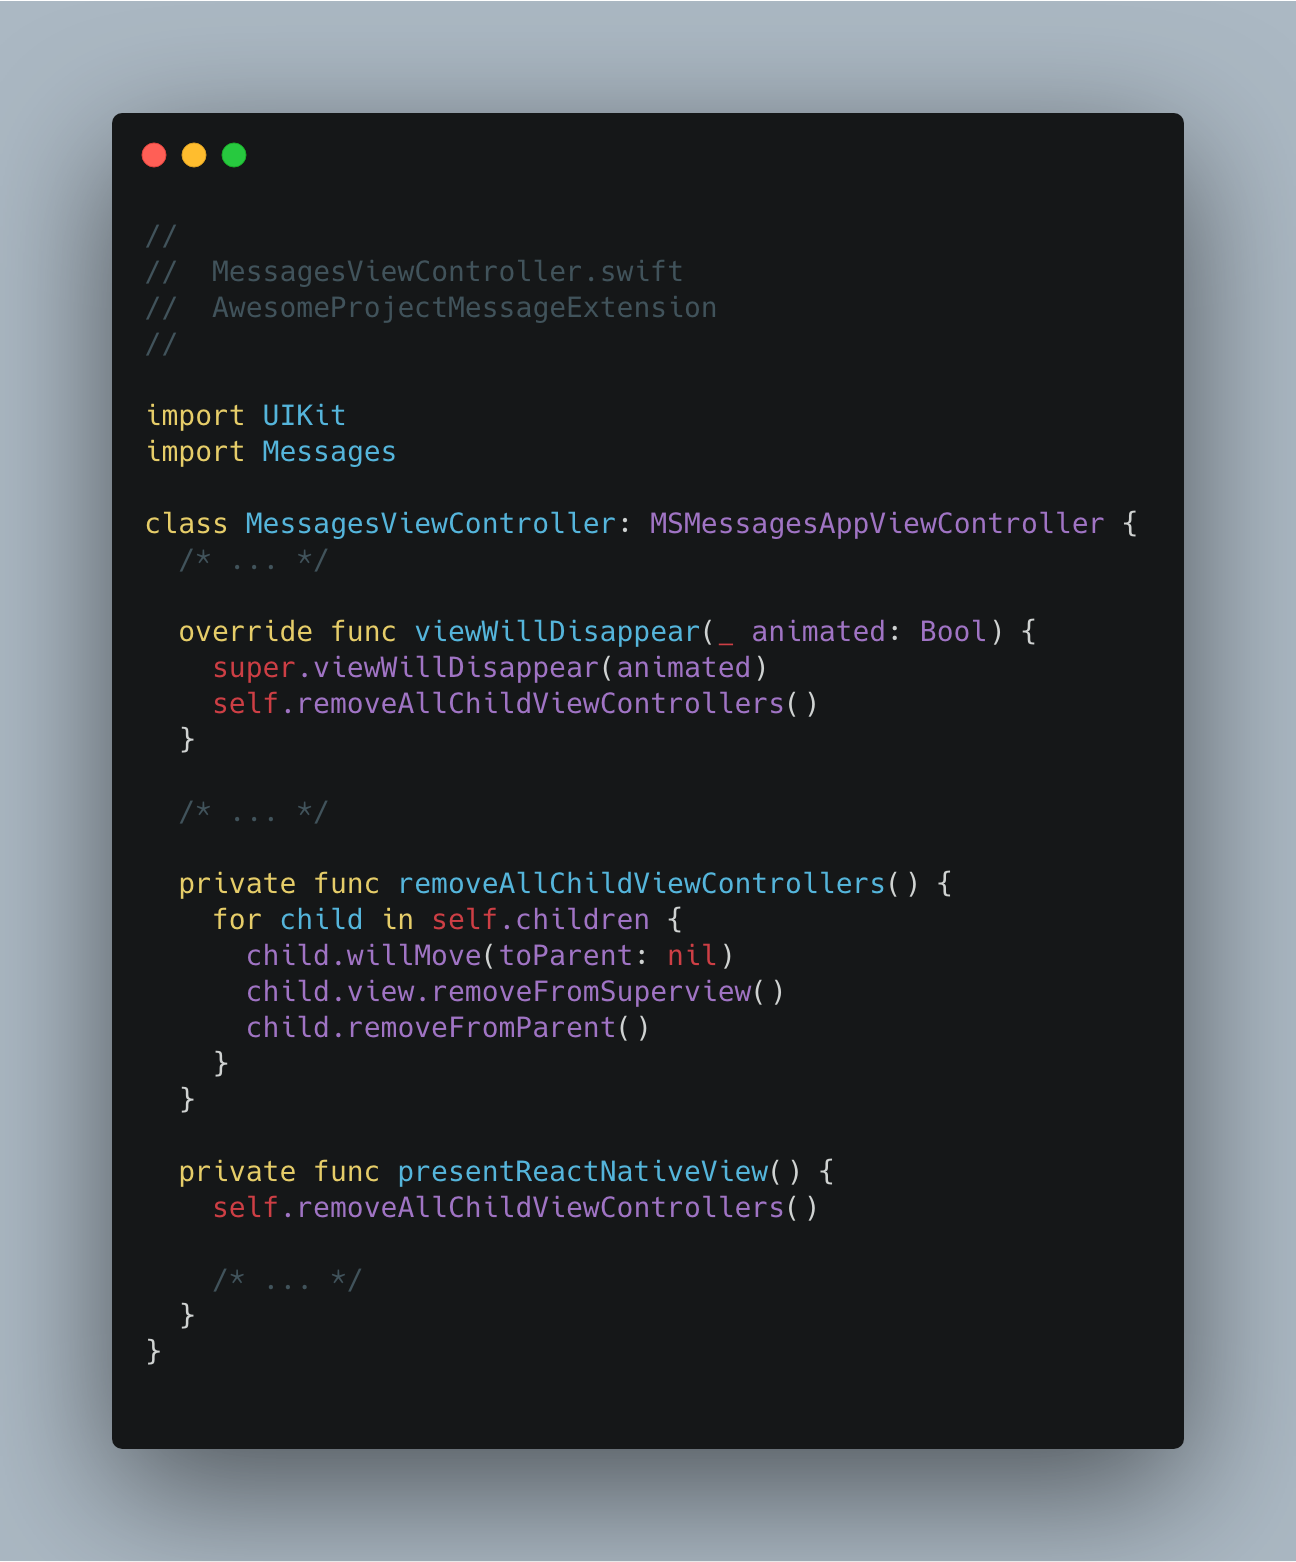 //
//  MessagesViewController.swift
//  AwesomeProjectMessageExtension
//

import UIKit
import Messages

class MessagesViewController: MSMessagesAppViewController {
  /* ... */

  override func viewWillDisappear(_ animated: Bool) {
    super.viewWillDisappear(animated)
    self.removeAllChildViewControllers()
  }

  /* ... */

  private func removeAllChildViewControllers() {
    for child in self.children {
      child.willMove(toParent: nil)
      child.view.removeFromSuperview()
      child.removeFromParent()
    }
  }

  private func presentReactNativeView() {
    self.removeAllChildViewControllers()

    /* ... */
  }
}